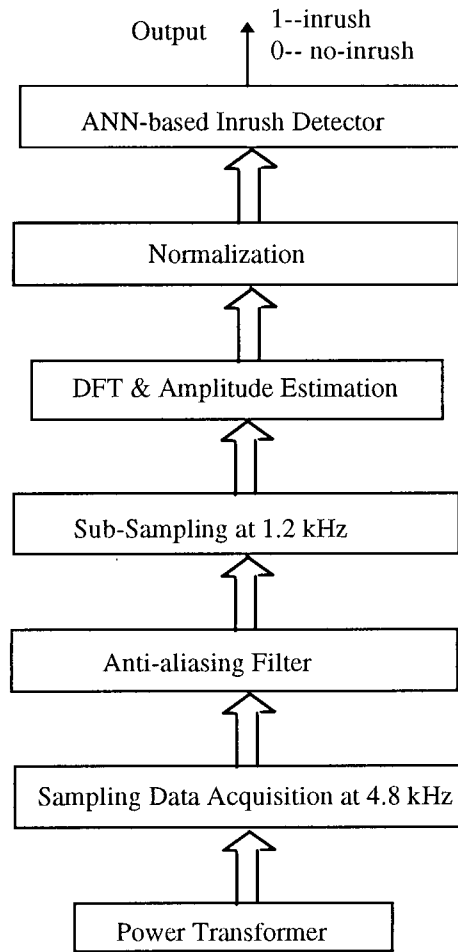 Output
1--inrush
0-- no-inrush
ANN-based Inrush Detector
Normalization
DFT & Amplitude Estimation
Sub-Sampling at 1.2 kHz
Anti-aliasing Filter
Sampling Data Acquisition at 4.8 kHz
Power Transformer